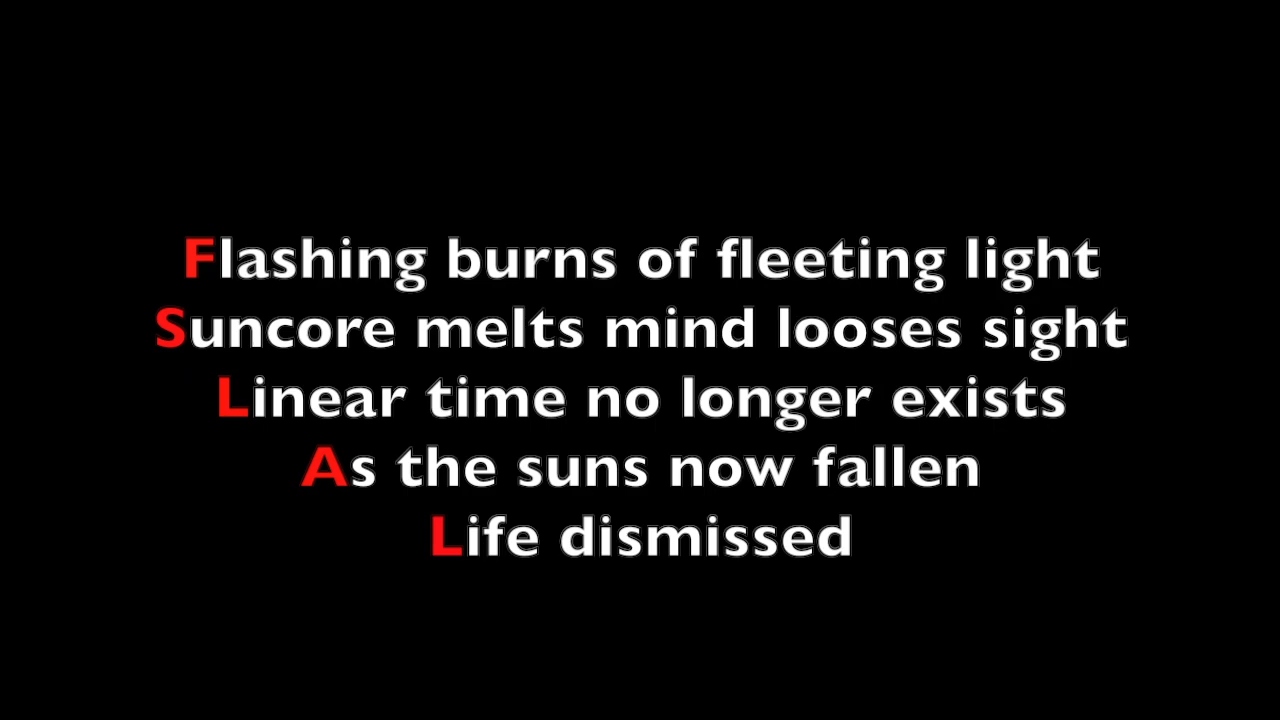 Flashing burns of fleeting light
Suncore melts mind looses sight
Linear time no longer exists
As the suns now fallen
Life dismissed